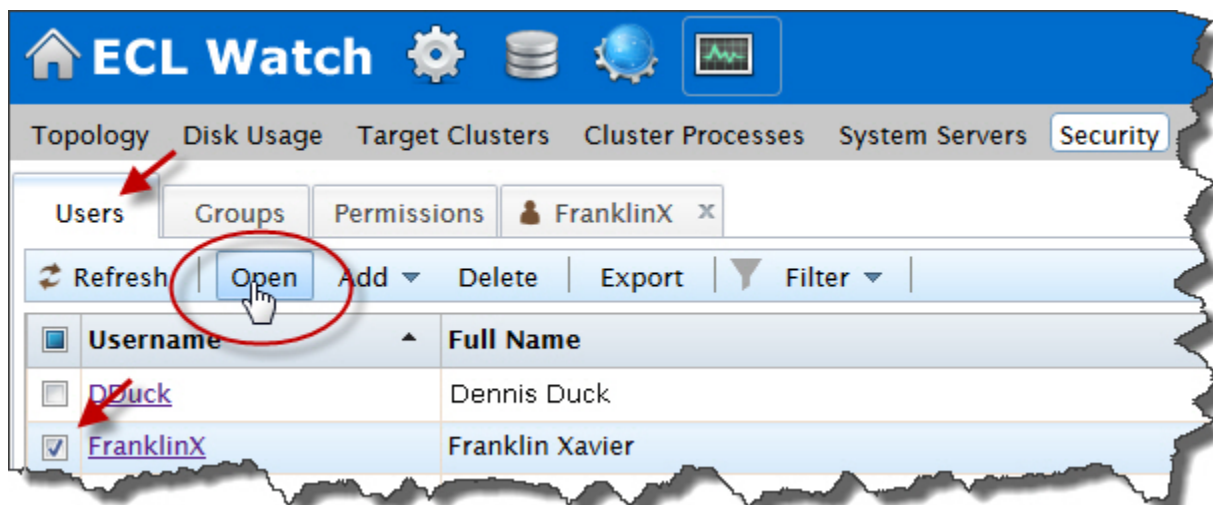 ECL Watch
Topology Disk Usage Target Clusters Cluster Processes System Servers Security
Users Groups Permissions FranklinX x
Refresh Open Add Delete Export Filter
Username Full Name
DDuck Dennis Duck
FranklinX Franklin Xavier